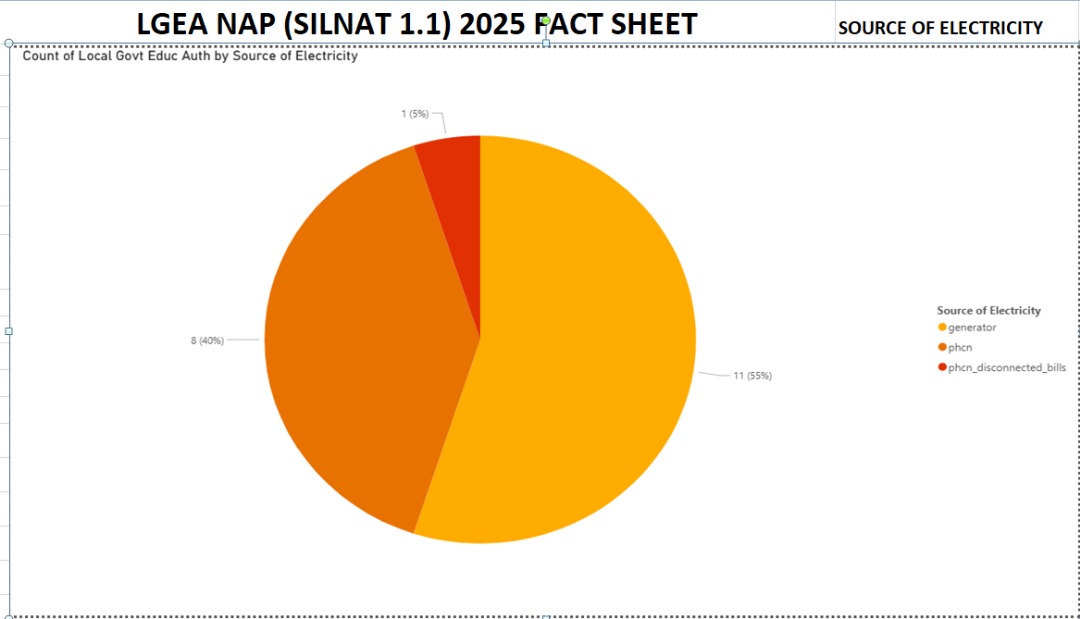 LGEA NAP (SILNAT 1.1) 2025 FACT SHEET
SOURCE OF ELECTRICITY
Count of Local Govt Educ Auth by Source of Electricity
1 (5%)
8 (40%)
11 (55%)
Source of Electricity
generator
phcn
phcn_disconnected_bills